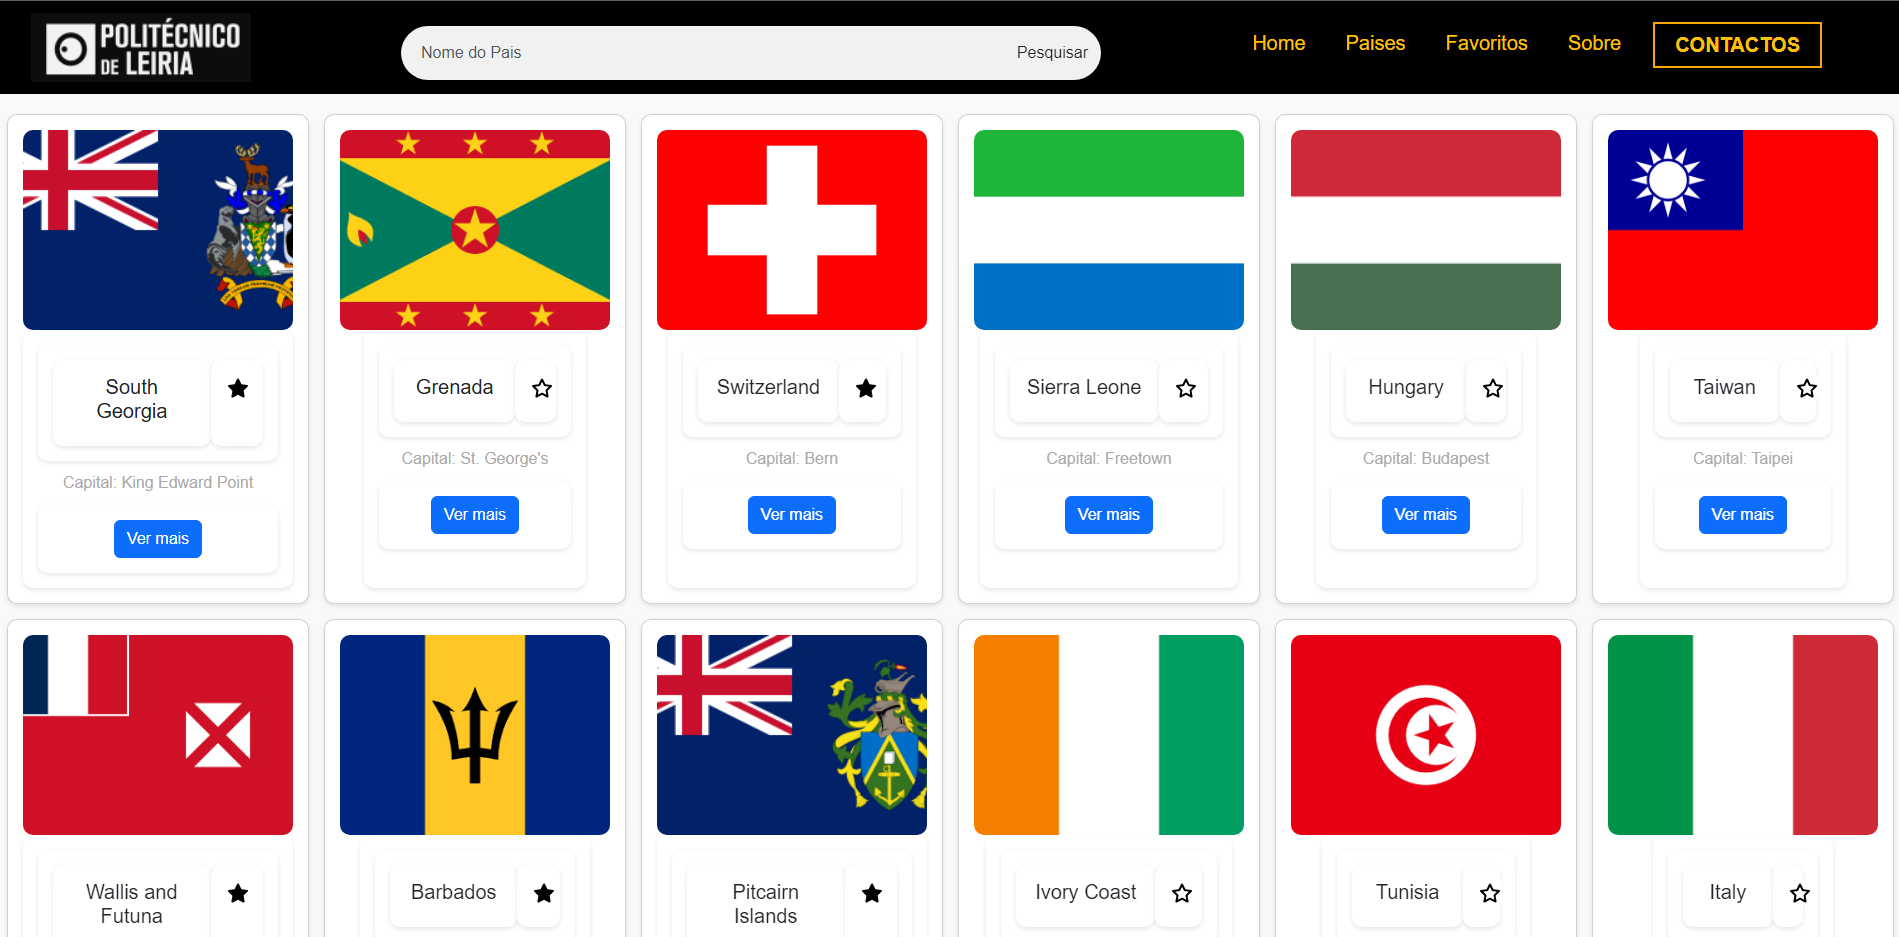 POLITÉCNICO
DE LEIRIA
Nome do Pais
Pesquisar
Home
Paises
Favoritos
Sobre
CONTACTOS
South
Georgia
Capital: King Edward Point
Ver mais
Grenada
Capital: St. George's
Ver mais
Switzerland
Capital: Bern
Ver mais
Sierra Leone
Capital: Freetown
Ver mais
Hungary
Capital: Budapest
Ver mais
Taiwan
Capital: Taipei
Ver mais
Wallis and
Futuna
Barbados
Pitcairn
Islands
Ivory Coast
Tunisia
Italy